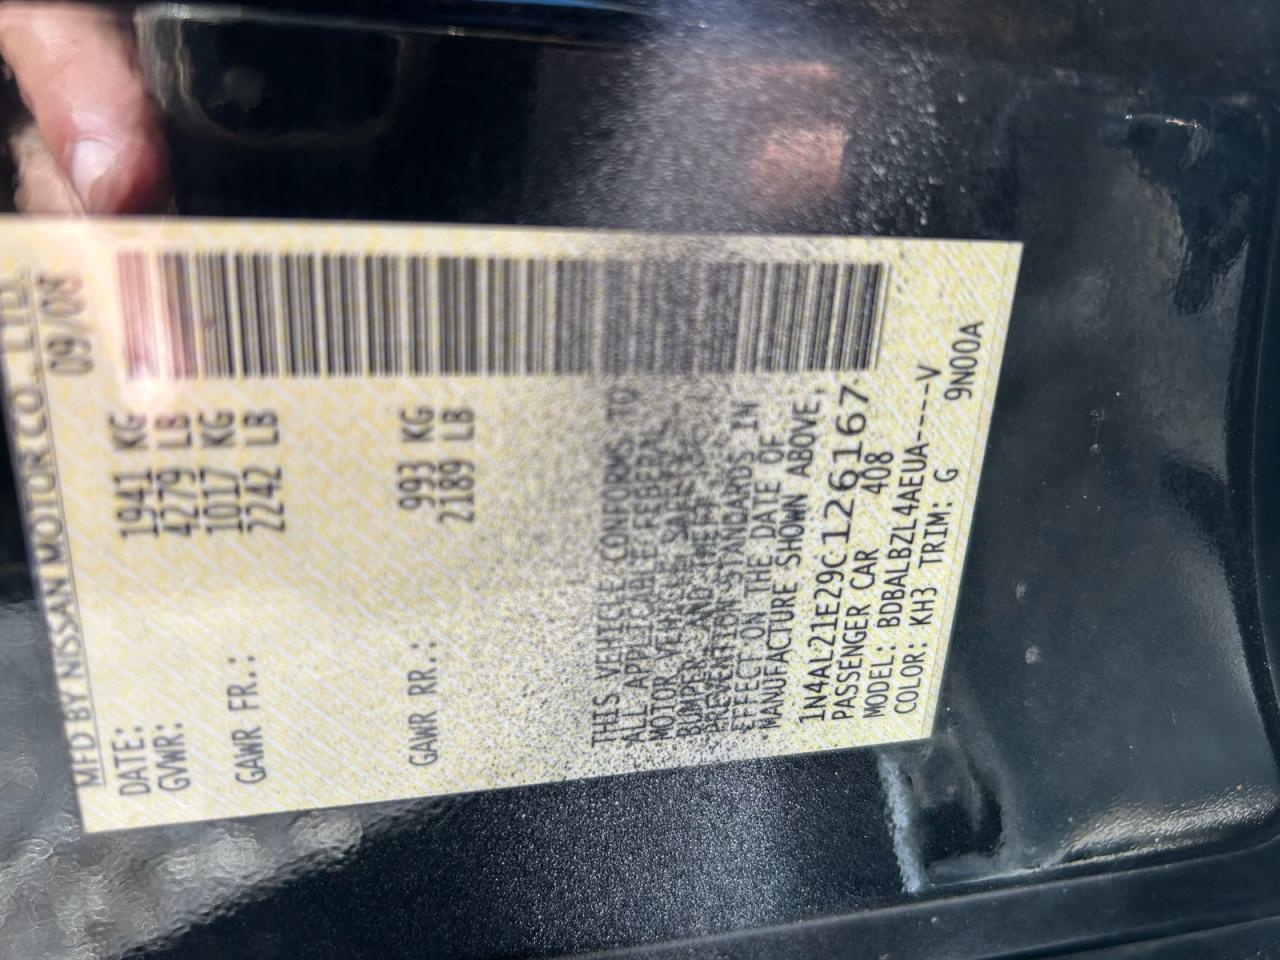 MFD BY NISSAN MOTOR CO., LTD.
DATE: 09/08
GVWR: 1941 KG
4279 LB
GAWR FR.: 1017 KG
2242 LB
GAWR RR.: 993 KG
2189 LB
THIS VEHICLE CONFORMS TO
ALL APPLICABLE FEDERAL
MOTOR VEHICLE SAFETY,
BUMPER, AND THEFT
PREVENTION STANDARDS IN
EFFECT ON THE DATE OF
MANUFACTURE SHOWN ABOVE,
1N4AL21E29C126167
PASSENGER CAR 408
MODEL: BDBALBZL4AEUA-----V
COLOR: KH3 TRIM: G 9N00A